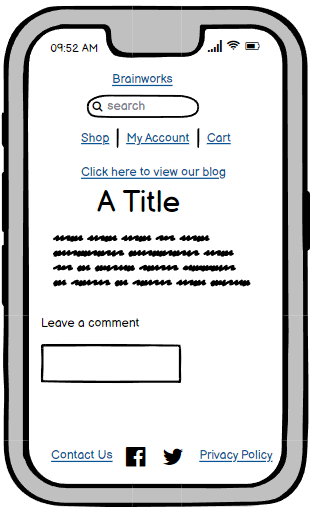 09:52 AM
Brainworks
search
Shop | My Account | Cart
Click here to view our blog
A Title
Leave a comment
Contact Us Privacy Policy